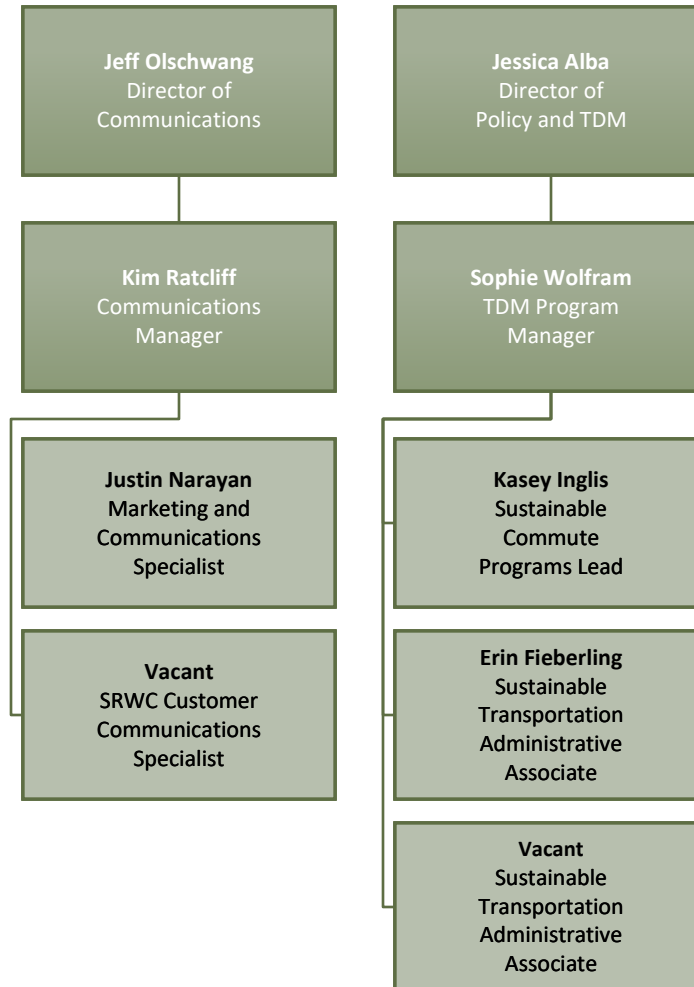 Jeff Olschwang
Director of
Communications
Kim Ratcliff
Communications
Manager
Justin Narayan
Marketing and
Communications
Specialist
Vacant
SRWC Customer
Communications
Specialist
Jessica Alba
Director of
Policy and TDM
Sophie Wolfram
TDM Program
Manager
Kasey Inglis
Sustainable
Commute
Programs Lead
Erin Fieberling
Sustainable
Transportation
Administrative
Associate
Vacant
Sustainable
Transportation
Administrative
Associate